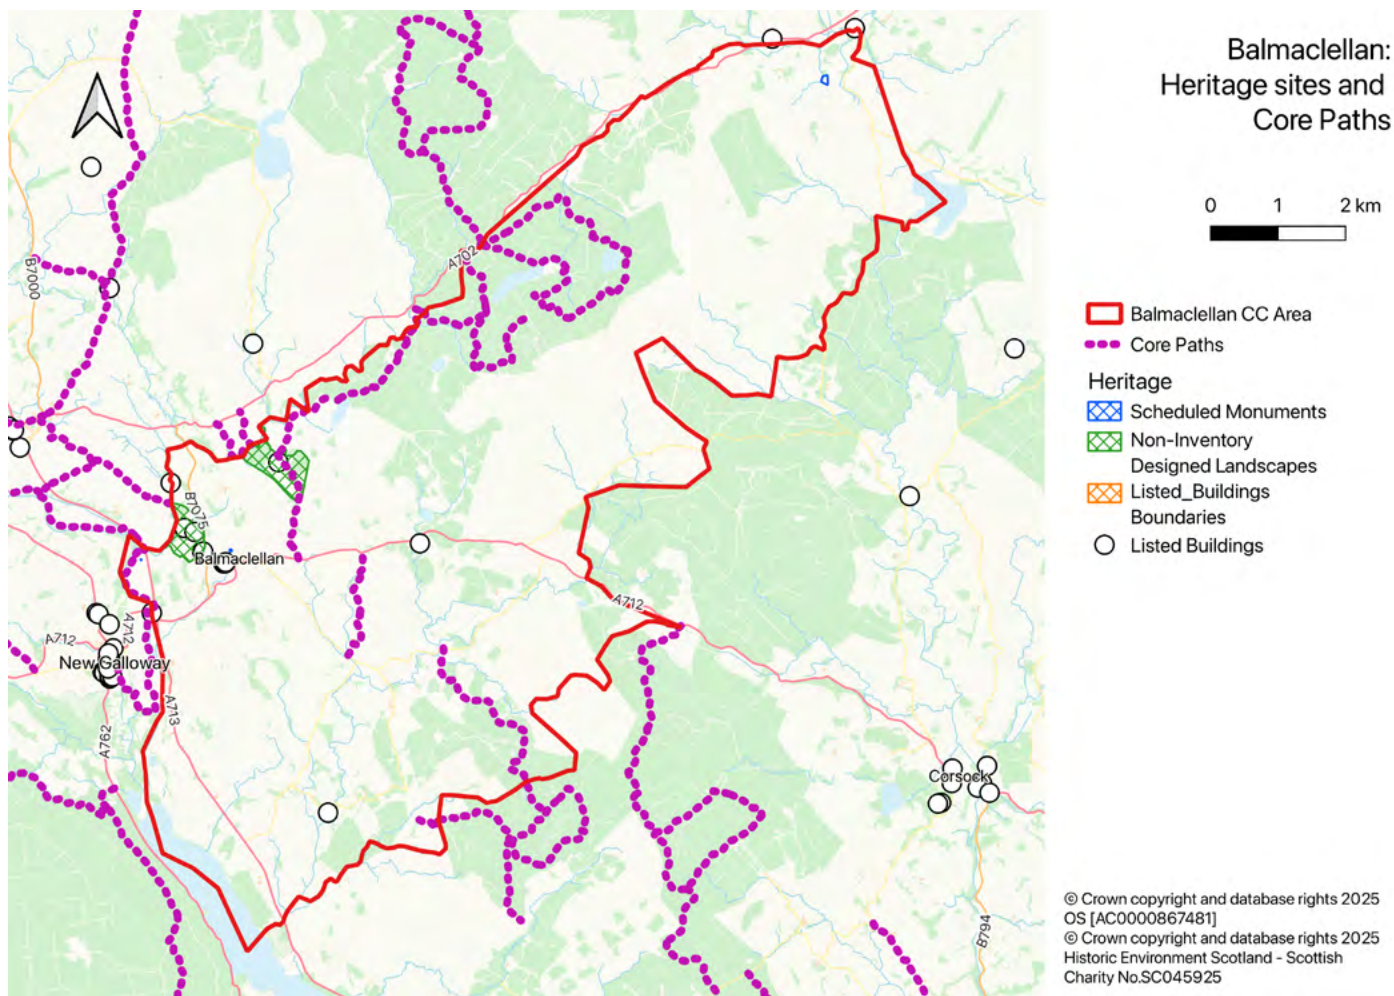 Balmaclellan:
Heritage sites and
Core Paths
0 1 2 km
Balmaclellan CC Area
Core Paths
Heritage
Scheduled Monuments
Non-Inventory
Designed Landscapes
Listed_Buildings
Boundaries
Listed Buildings
B7000
A702
B7075
Balmaclellan
A712
A712
A712
New Galloway
A713
A762
Corsock
B794
© Crown copyright and database rights 2025
OS [AC0000867481]
© Crown copyright and database rights 2025
Historic Environment Scotland - Scottish
Charity No.SC045925